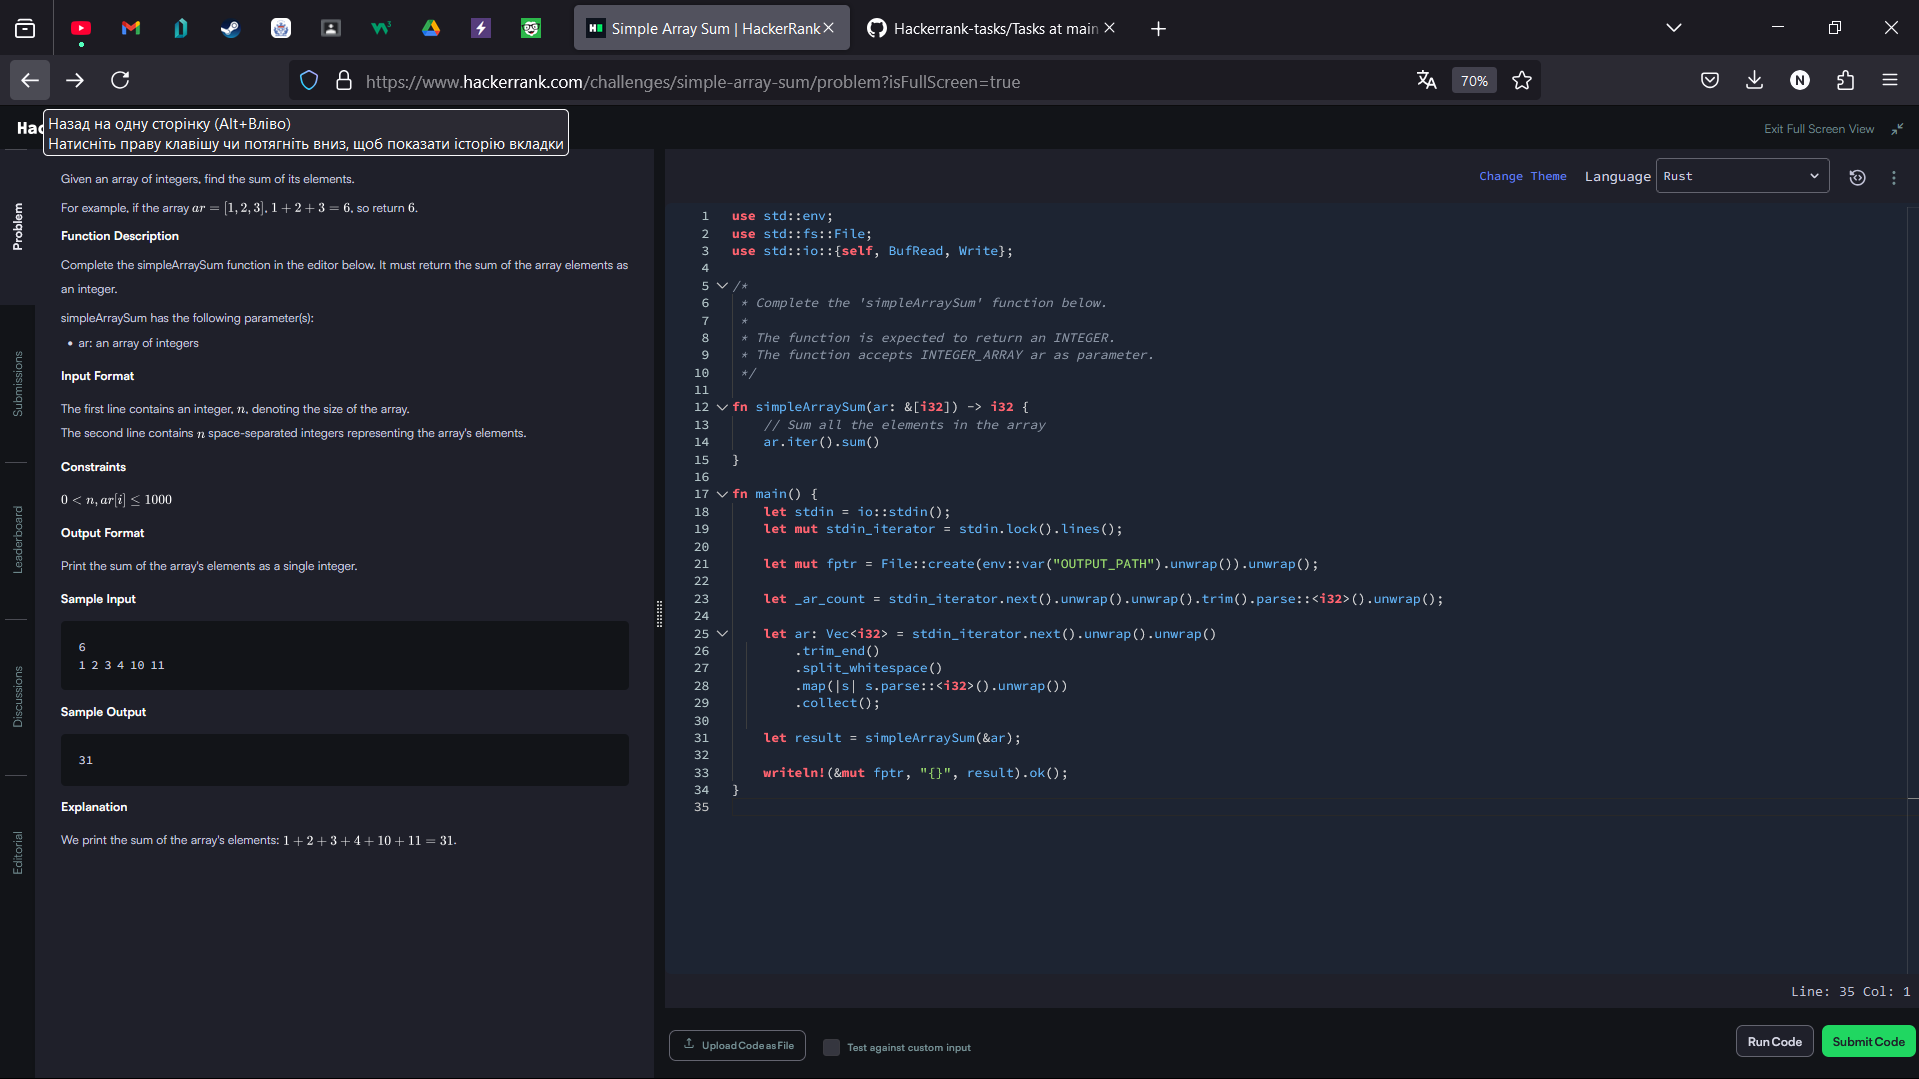 Simple Array Sum | HackerRank
Hackerrank-tasks/Tasks at main
https://www.hackerrank.com/challenges/simple-array-sum/problem?isFullScreen=true
70%
N
Hac
Назад на одну сторінку (Alt+Вліво)
Натисніть праву клавішу чи потягніть вниз, щоб показати історію вкладки
Exit Full Screen View
Problem
Submissions
Leaderboard
Discussions
Editorial
Given an array of integers, find the sum of its elements.
For example, if the array ar = [1, 2, 3], 1 + 2 + 3 = 6, so return 6.
Function Description
Complete the simpleArraySum function in the editor below. It must return the sum of the array elements as
an integer.
simpleArraySum has the following parameter(s):
• ar: an array of integers
Input Format
The first line contains an integer, n, denoting the size of the array.
The second line contains n space-separated integers representing the array's elements.
Constraints
0 < n, ar[i] ≤ 1000
Output Format
Print the sum of the array's elements as a single integer.
Sample Input
6
1 2 3 4 10 11
Sample Output
31
Explanation
We print the sum of the array's elements: 1 + 2 + 3 + 4 + 10 + 11 = 31.
Change Theme Language Rust
1 use std::env;
2 use std::fs::File;
3 use std::io::{self, BufRead, Write};
4
5 /*
6 * Complete the 'simpleArraySum' function below.
7 *
8 * The function is expected to return an INTEGER.
9 * The function accepts INTEGER_ARRAY ar as parameter.
10 */
11
12 fn simpleArraySum(ar: &[i32]) -> i32 {
13 // Sum all the elements in the array
14 ar.iter().sum()
15 }
16
17 fn main() {
18 let stdin = io::stdin();
19 let mut stdin_iterator = stdin.lock().lines();
20
21 let mut fptr = File::create(env::var("OUTPUT_PATH").unwrap()).unwrap();
22
23 let _ar_count = stdin_iterator.next().unwrap().unwrap().trim().parse::<i32>().unwrap();
24
25 let ar: Vec<i32> = stdin_iterator.next().unwrap().unwrap()
26 .trim_end()
27 .split_whitespace()
28 .map(|s| s.parse::<i32>().unwrap())
29 .collect();
30
31 let result = simpleArraySum(&ar);
32
33 writeln!(&mut fptr, "{}", result).ok();
34 }
35
Line: 35 Col: 1
Upload Code as File
Test against custom input
Run Code
Submit Code